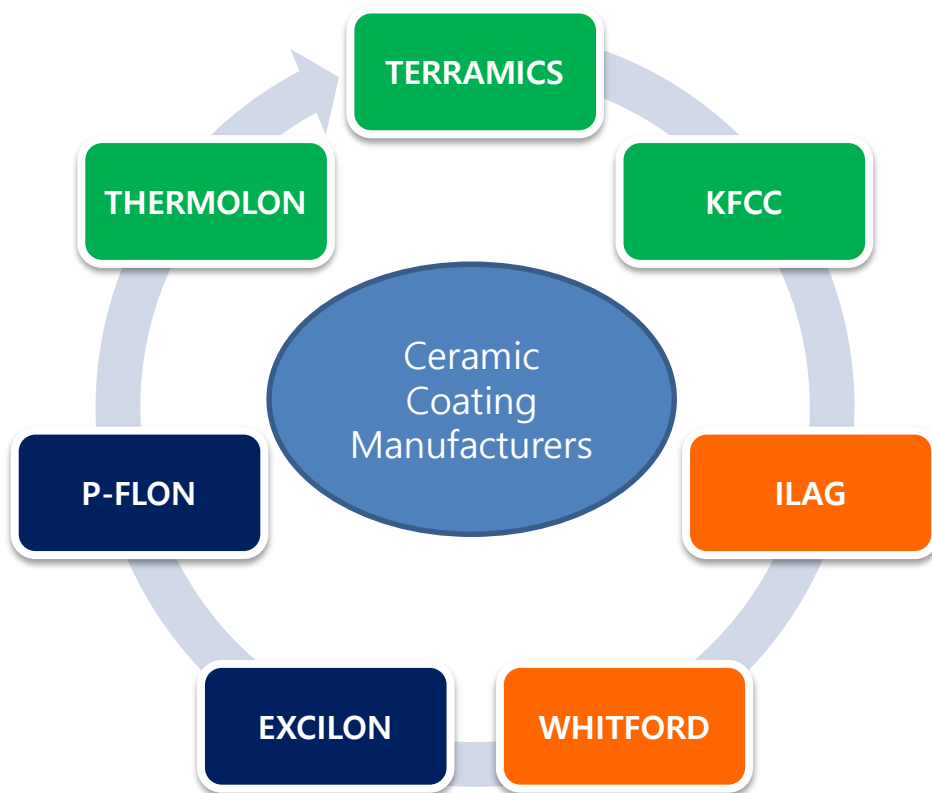 TERRAMICS
THERMOLON
KFCC
Ceramic
Coating
Manufacturers
P-FLON
ILAG
EXCILON
WHITFORD